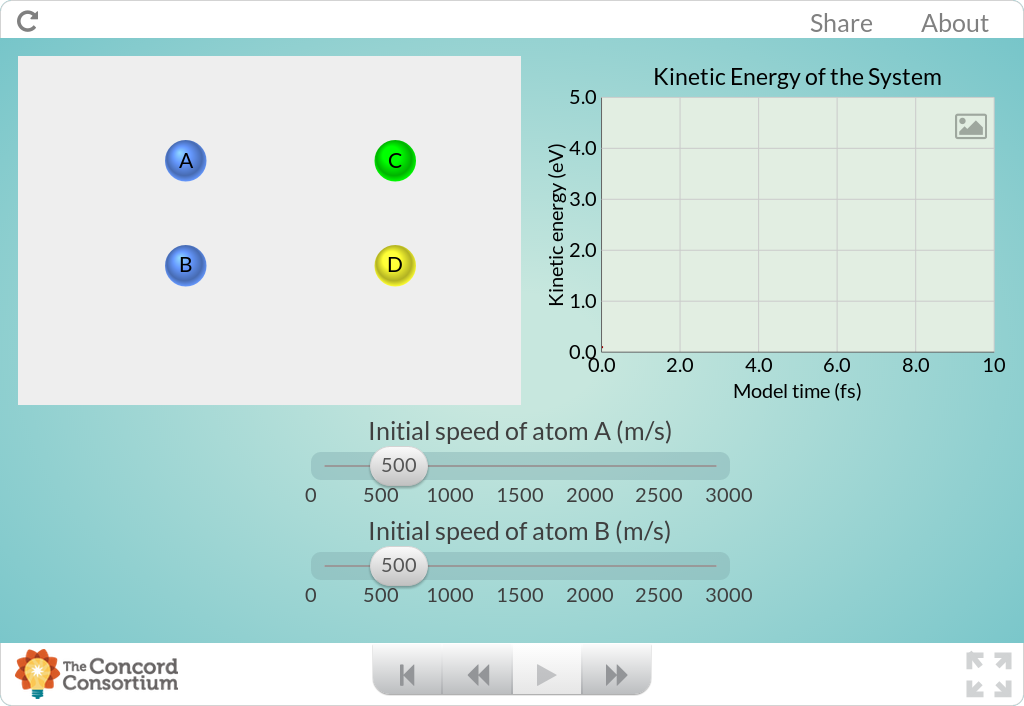 Share About
A
C
B
D
Kinetic Energy of the System
5.0
4.0
3.0
2.0
1.0
0.0
Kinetic energy (eV)
0.0 2.0 4.0 6.0 8.0 10
Model time (fs)
Initial speed of atom A (m/s)
500
0 500 1000 1500 2000 2500 3000
Initial speed of atom B (m/s)
500
0 500 1000 1500 2000 2500 3000
The Concord
Consortium